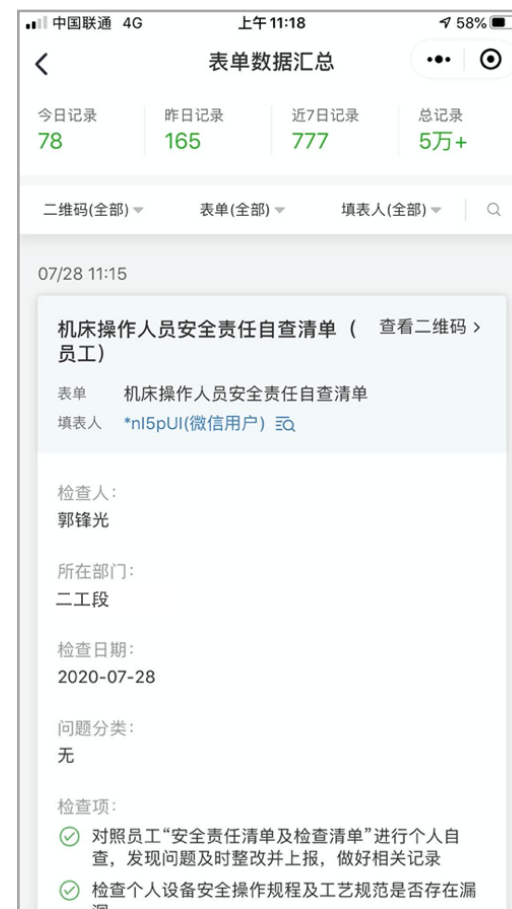 中国联通 4G 上午11:18 58%
表单数据汇总
今日记录 昨日记录 近7日记录 总记录
78 165 777 5万+
二维码(全部) 表单(全部) 填表人(全部)
07/28 11:15
机床操作人员安全责任自查清单（ 查看二维码
员工）
表单 机床操作人员安全责任自查清单
填表人 *nI5pUI(微信用户)
检查人:
郭锋光
所在部门:
二工段
检查日期:
2020-07-28
问题分类:
无
检查项:
对照员工“安全责任清单及检查清单”进行个人自
查，发现问题及时整改并上报，做好相关记录
检查个人设备安全操作规程及工艺规范是否存在漏